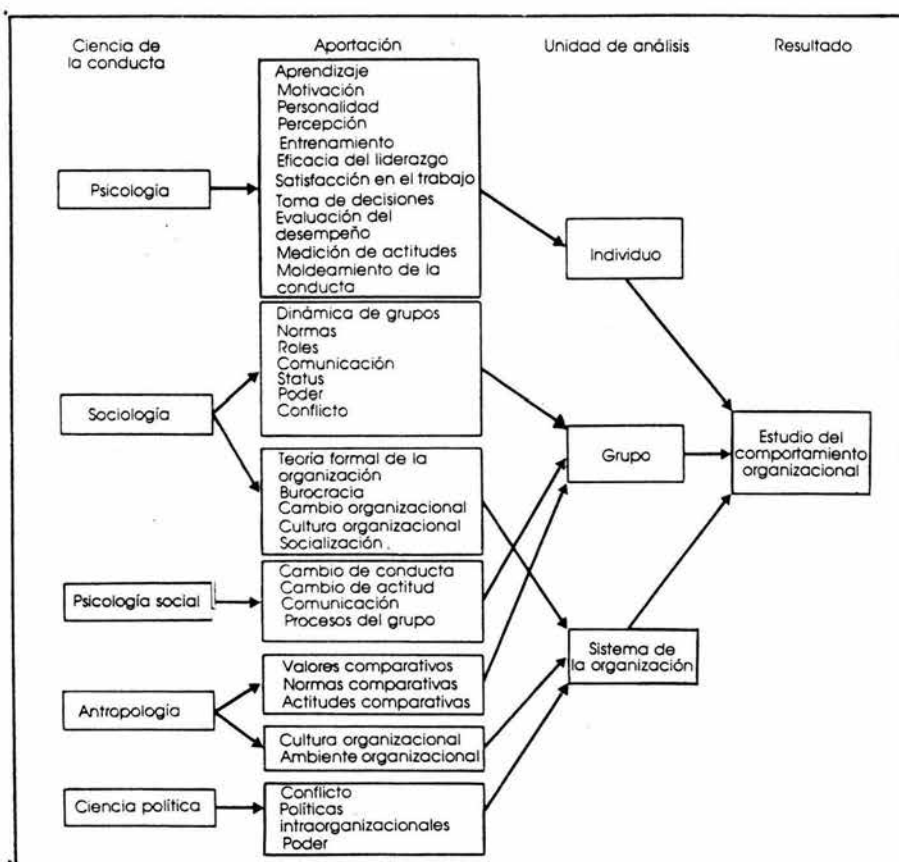 Ciencia de
la conducta
Aportación
Unidad de análisis
Resultado
Psicología
Aprendizaje
Motivación
Personalidad
Percepción
Entrenamiento
Eficacia del liderazgo
Satisfacción en el trabajo
Toma de decisiones
Evaluación del
desempeño
Medición de actitudes
Moldeamiento de la
conducta
Individuo
Sociología
Dinámica de grupos
Normas
Roles
Comunicación
Status
Poder
Conflicto
Teoría formal de la
organización
Burocracia
Cambio organizacional
Cultura organizacional
Socialización
Grupo
Estudio del
comportamiento
organizacional
Psicología social
Cambio de conducta
Cambio de actitud
Comunicación
Procesos del grupo
Sistema de
la organización
Antropología
Valores comparativos
Normas comparativas
Actitudes comparativas
Cultura organizacional
Ambiente organizacional
Ciencia política
Conflicto
Políticas
intraorganizacionales
Poder